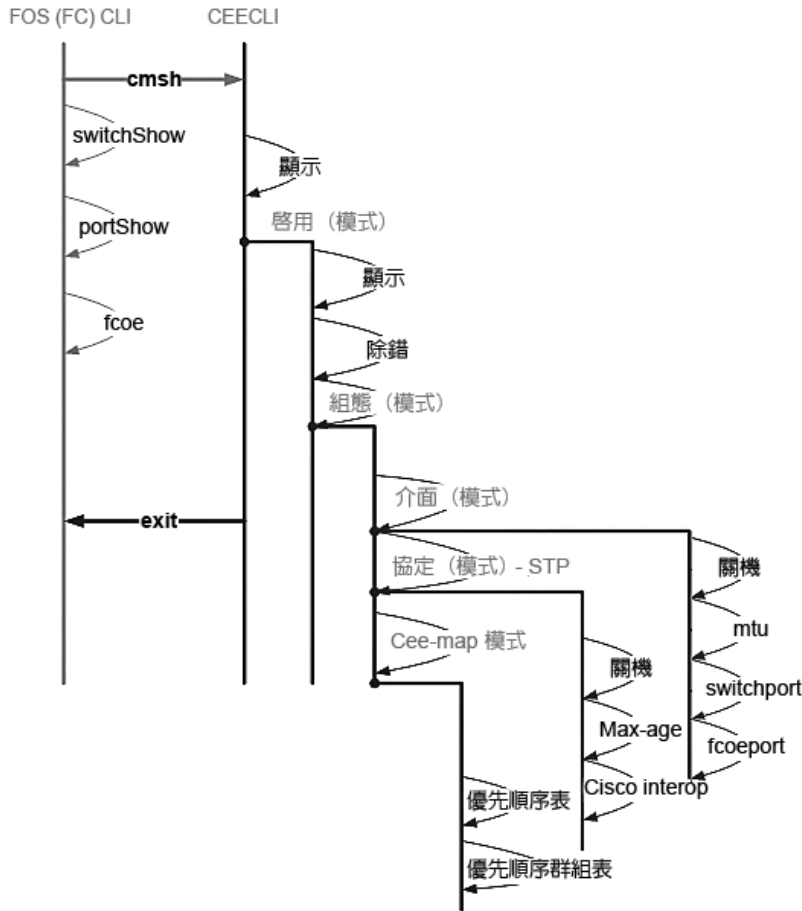 FOS (FC) CLI
CEECLI
cmsh
switchShow
顯示
portShow
啓用（模式）
顯示
fcoe
除錯
組態（模式）
介面（模式）
exit
協定（模式）- STP
關機
mtu
Cee-map 模式
關機
switchport
Max-age
fcoeport
Cisco interop
優先順序表
優先順序群組表